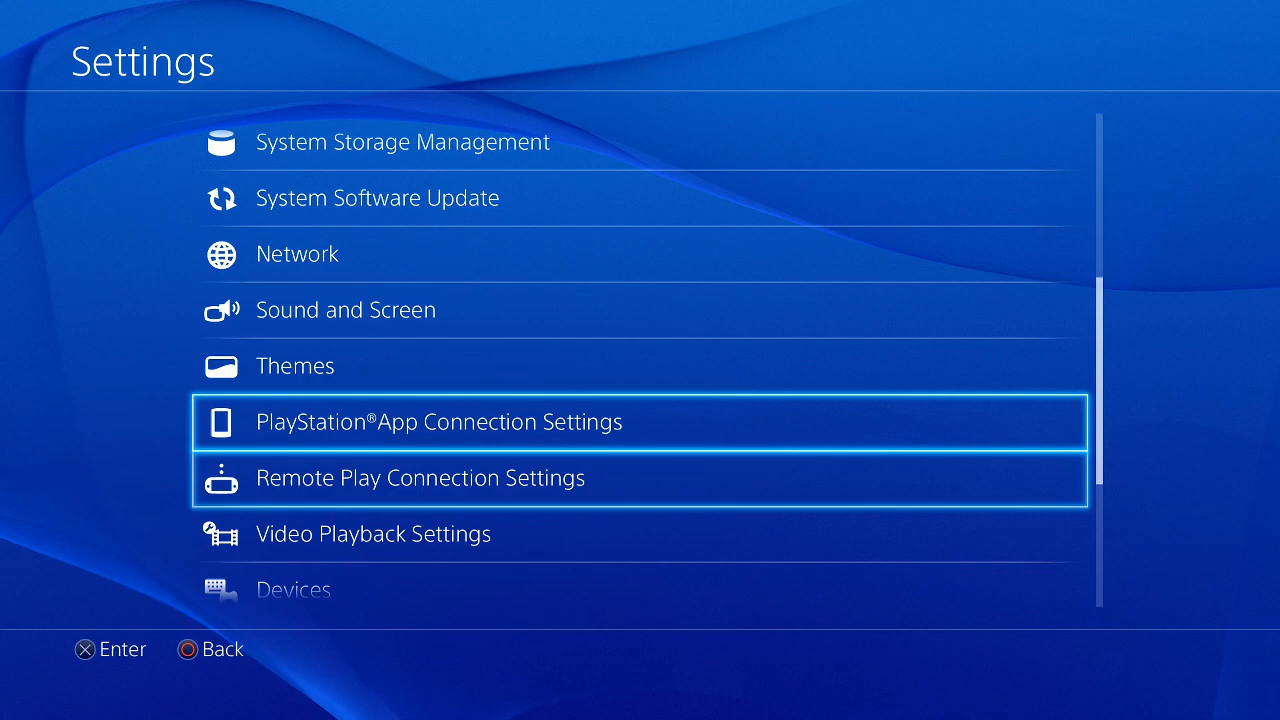 Settings
System Storage Management
System Software Update
Network
Sound and Screen
Themes
PlayStation®App Connection Settings
Remote Play Connection Settings
Video Playback Settings
Devices
Enter Back